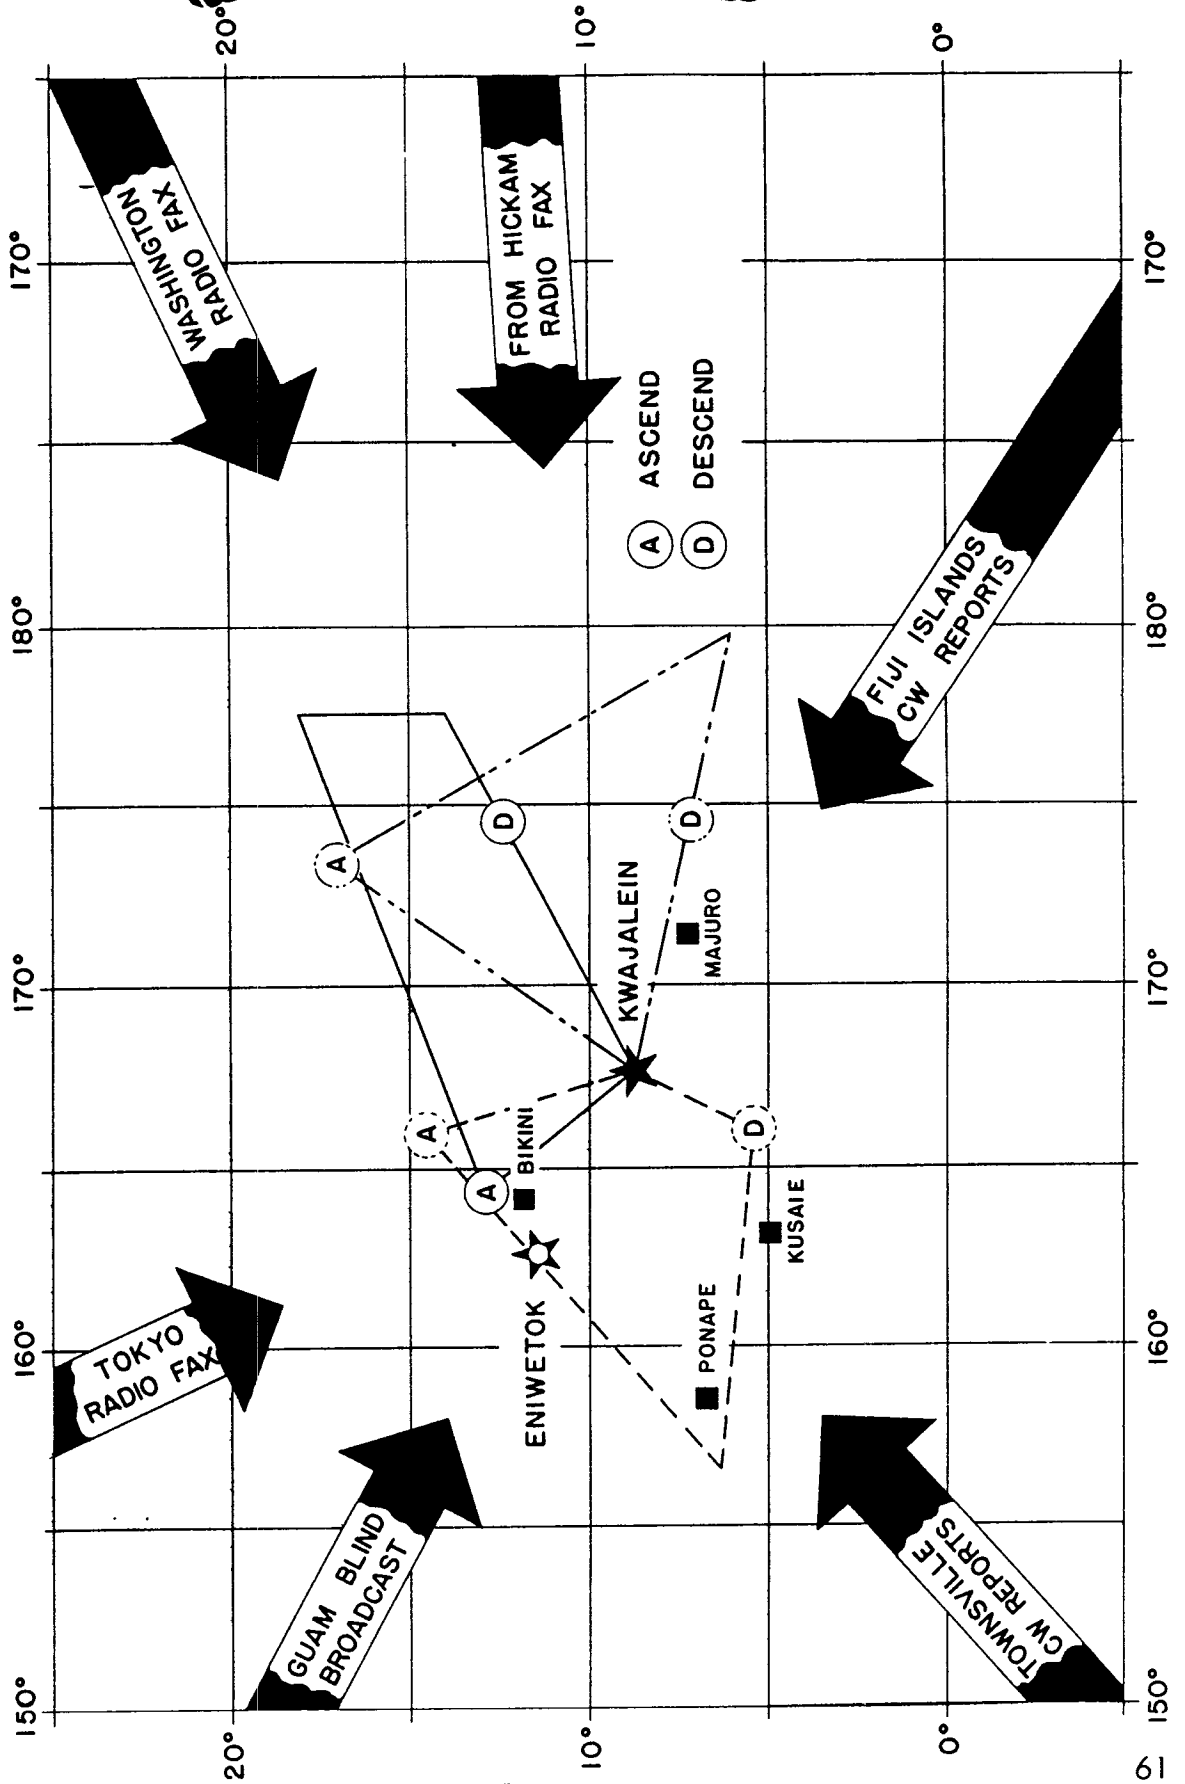 150°
160°
170°
180°
170°
20°
20°
10°
10°
0°
0°
150°
160°
170°
180°
170°
TOKYO
RADIO FAX
GUAM BLIND
BROADCAST
WASHINGTON
RADIO FAX
FROM HICKAM
RADIO FAX
A ASCEND
D DESCEND
A
A
A
D
D
D
ENIWETOK
BIKINI
KWAJALEIN
MAJURO
PONAPE
KUSAIE
FIJI ISLANDS
CW REPORTS
TOWNSVILLE
CW REPORTS
61